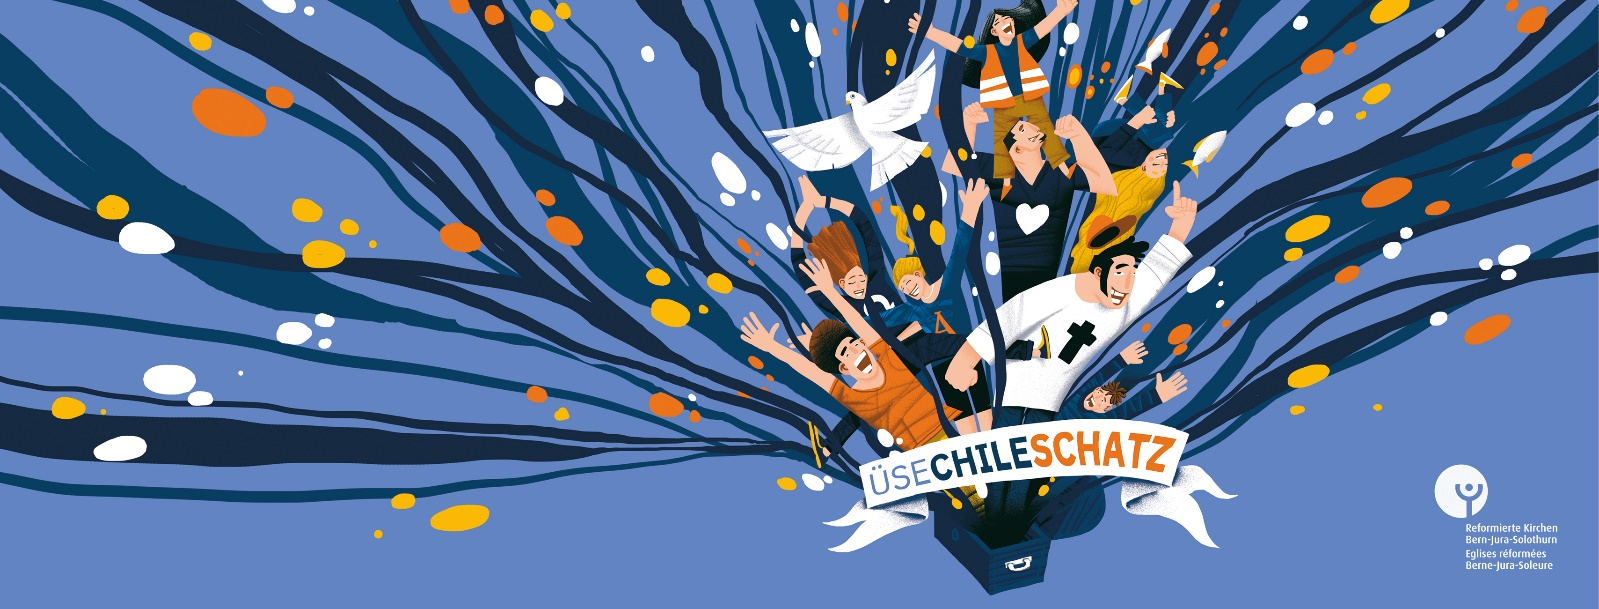 ÜSECHILESCHATZ
Reformierte Kirchen
Bern-Jura-Solothurn
Eglises réformées
Berne-Jura-Soleure